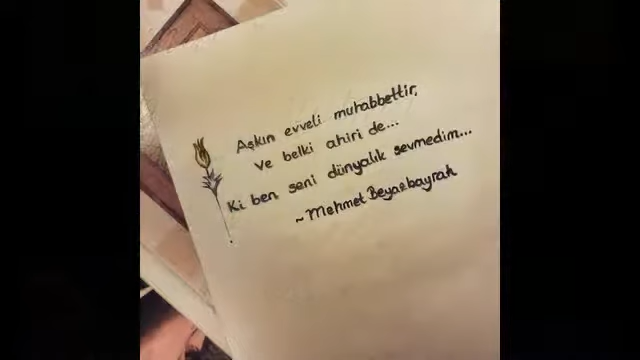 Aşkın evveli muhabbettir,
ve belki ahiri de...
Ki ben seni dünyalık sevmedim...
~Mehmet Beyazbayrak